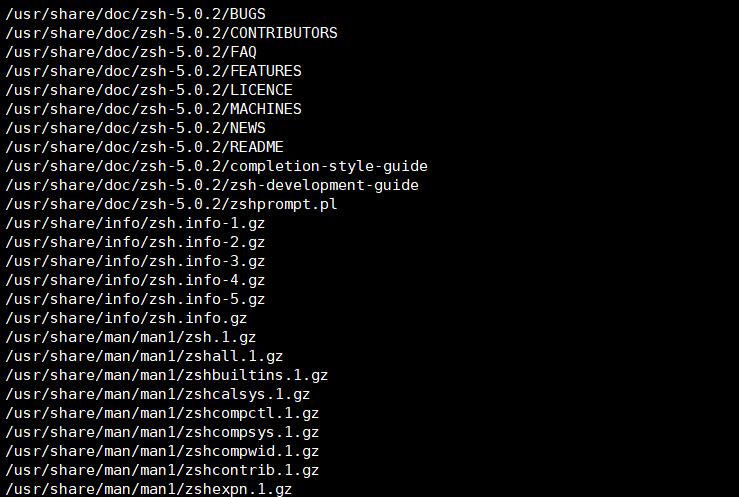 /usr/share/doc/zsh-5.0.2/BUGS
/usr/share/doc/zsh-5.0.2/CONTRIBUTORS
/usr/share/doc/zsh-5.0.2/FAQ
/usr/share/doc/zsh-5.0.2/FEATURES
/usr/share/doc/zsh-5.0.2/LICENCE
/usr/share/doc/zsh-5.0.2/MACHINES
/usr/share/doc/zsh-5.0.2/NEWS
/usr/share/doc/zsh-5.0.2/README
/usr/share/doc/zsh-5.0.2/completion-style-guide
/usr/share/doc/zsh-5.0.2/zsh-development-guide
/usr/share/doc/zsh-5.0.2/zshprompt.pl
/usr/share/info/zsh.info-1.gz
/usr/share/info/zsh.info-2.gz
/usr/share/info/zsh.info-3.gz
/usr/share/info/zsh.info-4.gz
/usr/share/info/zsh.info-5.gz
/usr/share/info/zsh.info.gz
/usr/share/man/man1/zsh.1.gz
/usr/share/man/man1/zshall.1.gz
/usr/share/man/man1/zshbuiltins.1.gz
/usr/share/man/man1/zshcalsys.1.gz
/usr/share/man/man1/zshcompctl.1.gz
/usr/share/man/man1/zshcompsys.1.gz
/usr/share/man/man1/zshcompwid.1.gz
/usr/share/man/man1/zshcontrib.1.gz
/usr/share/man/man1/zshexpn.1.gz